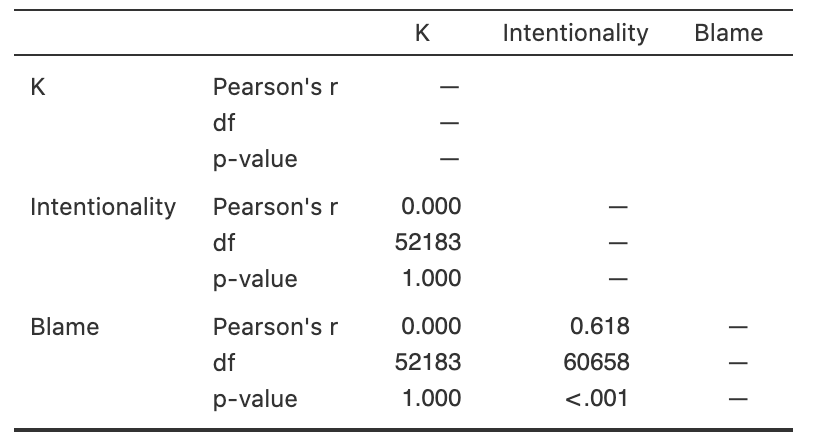 K Intentionality Blame
K Pearson's r —
df —
p-value —
Intentionality Pearson's r 0.000 —
df 52183 —
p-value 1.000 —
Blame Pearson's r 0.000 0.618 —
df 52183 60658 —
p-value 1.000 <.001 —